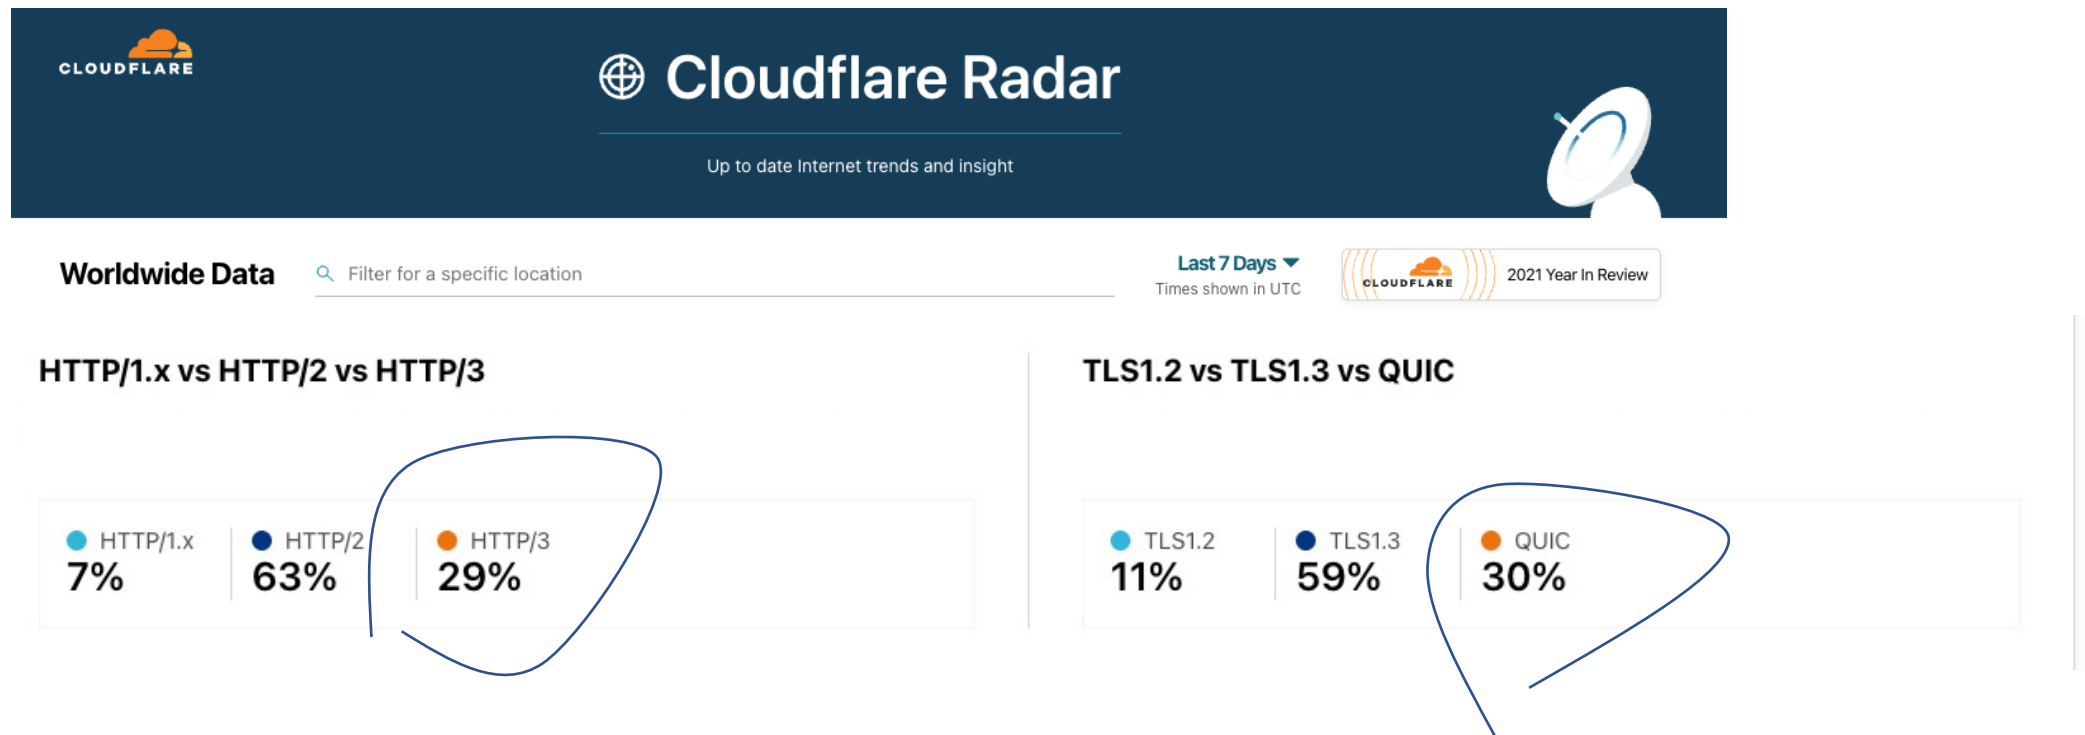 CLOUDFLARE
Cloudflare Radar
Up to date Internet trends and insight
Worldwide Data
Filter for a specific location
Last 7 Days
Times shown in UTC
CLOUDFLARE
2021 Year In Review
HTTP/1.x vs HTTP/2 vs HTTP/3
HTTP/1.x
7%
HTTP/2
63%
HTTP/3
29%
TLS1.2 vs TLS1.3 vs QUIC
TLS1.2
11%
TLS1.3
59%
QUIC
30%